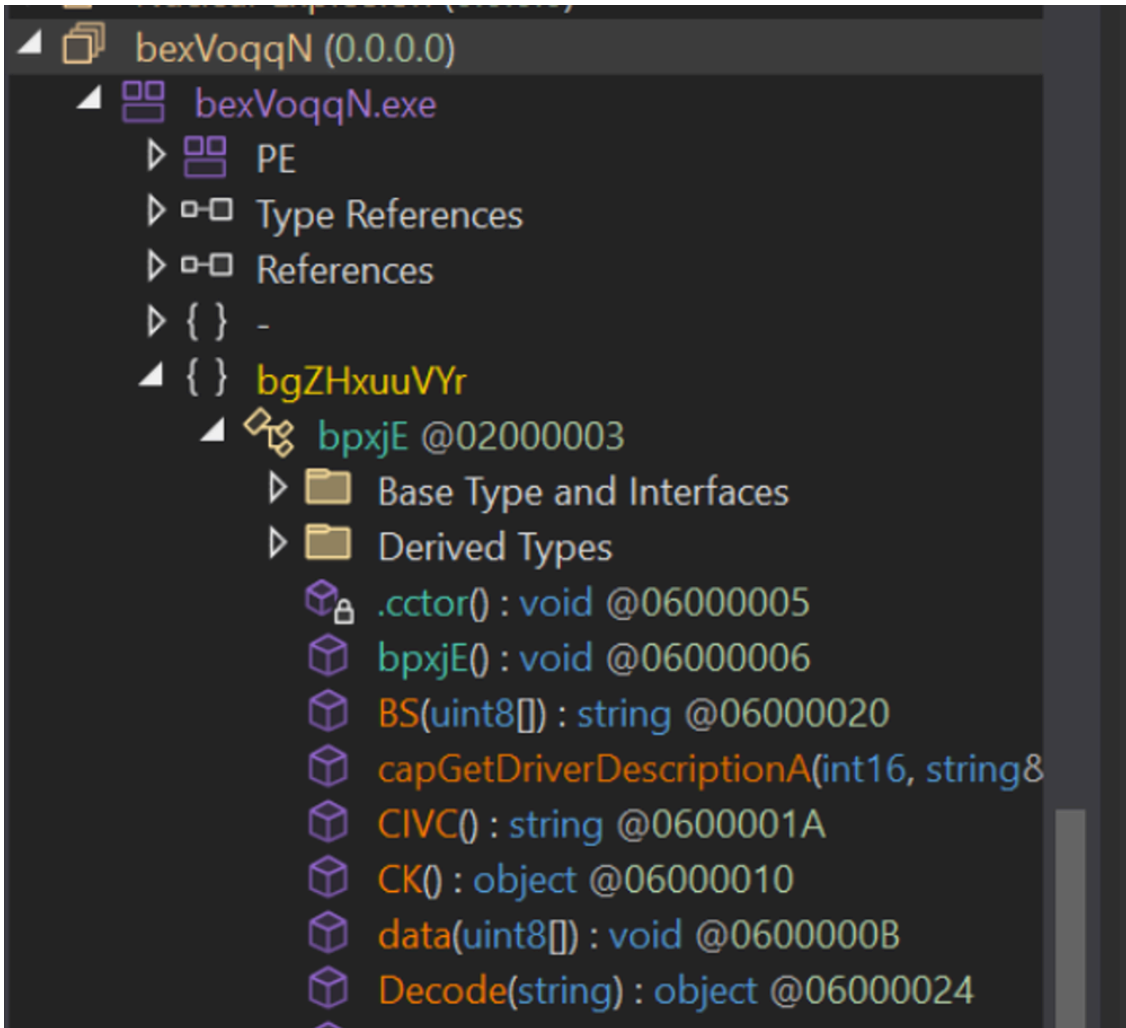 bexVoqqN (0.0.0.0)
bexVoqqN.exe
PE
Type References
References
{ } -
{ } bgZHxuuVYr
bpxjE @02000003
Base Type and Interfaces
Derived Types
.cctor() : void @06000005
bpxjE() : void @06000006
BS(uint8[]) : string @06000020
capGetDriverDescriptionA(int16, string&
CIVC() : string @0600001A
CK() : object @06000010
data(uint8[]) : void @0600000B
Decode(string) : object @06000024